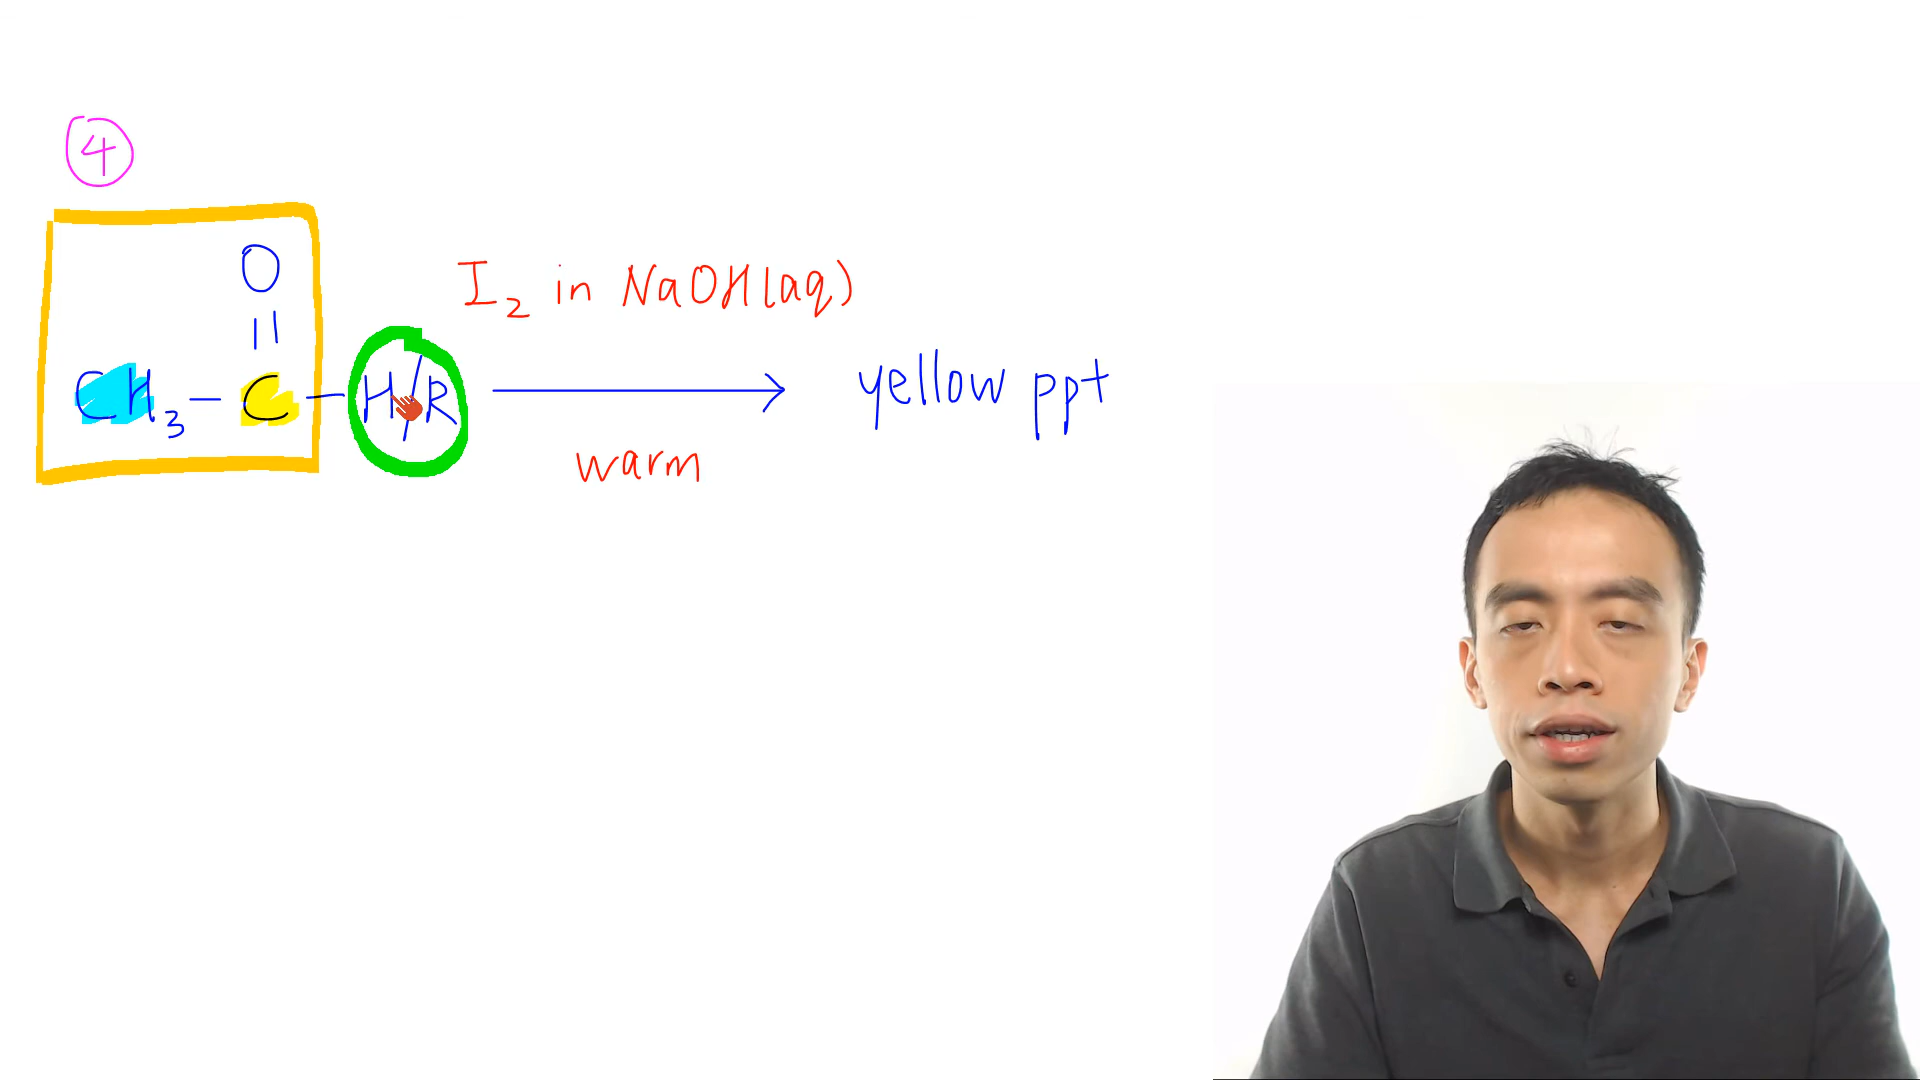 4
O
||
CH₃ – C – H/R
I₂ in NaOH(aq)
warm
yellow ppt